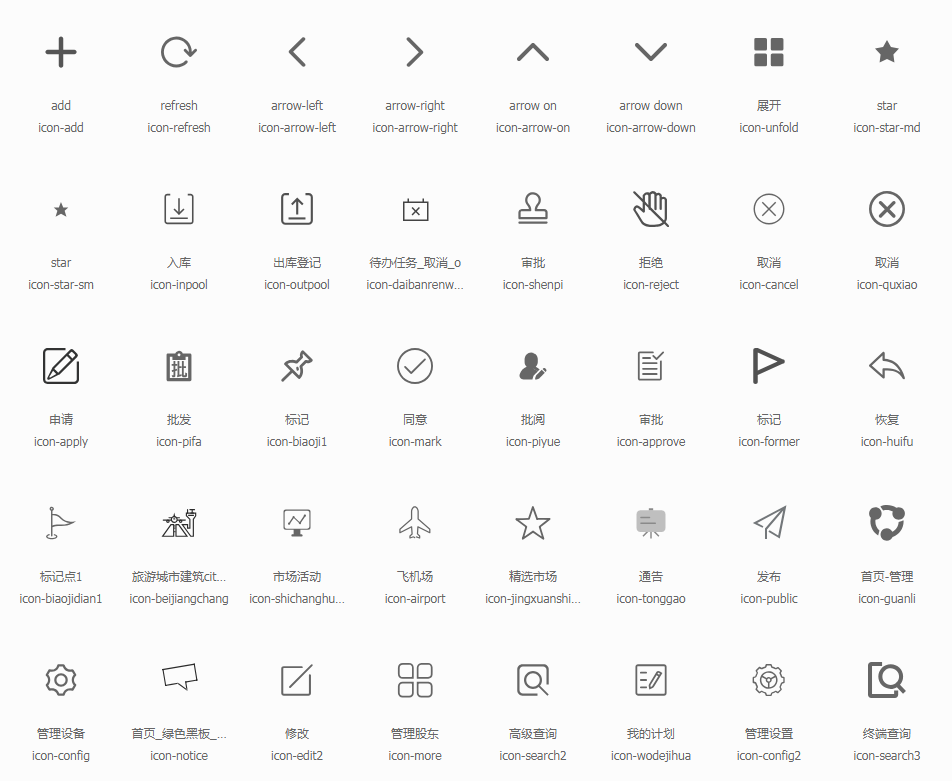 add refresh arrow-left arrow-right arrow on arrow down 展开 star
icon-add icon-refresh icon-arrow-left icon-arrow-right icon-arrow-on icon-arrow-down icon-unfold icon-star-md
star 入库 出库登记 待办任务_取消_o 审批 拒绝 取消 取消
icon-star-sm icon-inpool icon-outpool icon-daibanrenw... icon-shenpi icon-reject icon-cancel icon-quxiao
批
申请 批发 标记 同意 批阅 审批 标记 恢复
icon-apply icon-pifa icon-biaoji1 icon-mark icon-piyue icon-approve icon-former icon-huifu
标记点1 旅游城市建筑cit... 市场活动 飞机场 精选市场 通告 发布 首页-管理
icon-biaojidian1 icon-beijiangchang icon-shichanghu... icon-airport icon-jingxuanshi... icon-tonggao icon-public icon-guanli
管理设备 首页_绿色黑板_... 修改 管理股东 高级查询 我的计划 管理设置 终端查询
icon-config icon-notice icon-edit2 icon-more icon-search2 icon-wodejihua icon-config2 icon-search3